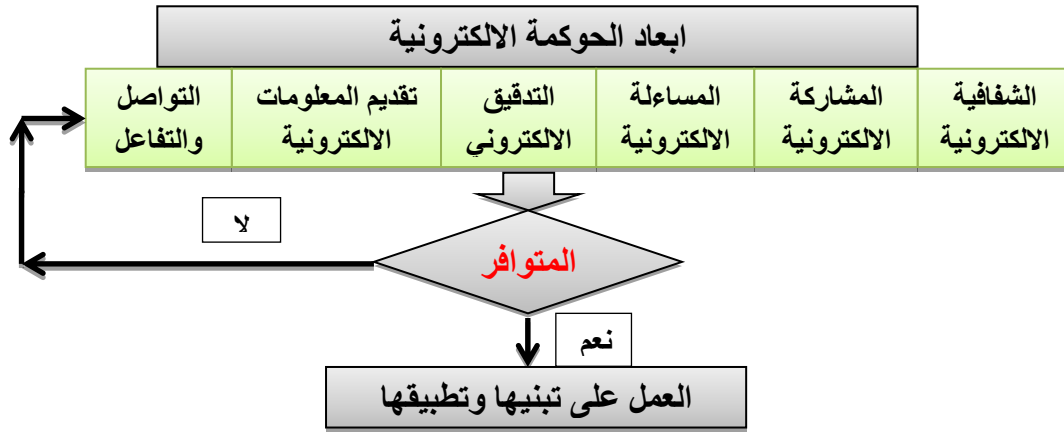 ابعاد الحوكمة الالكترونية
الشفافية
الالكترونية
المشاركة
الالكترونية
المساءلة
الالكترونية
التدقيق
الالكتروني
تقديم المعلومات
الالكترونية
التواصل
والتفاعل
المتوافر
لا
نعم
العمل على تبنيها وتطبيقها